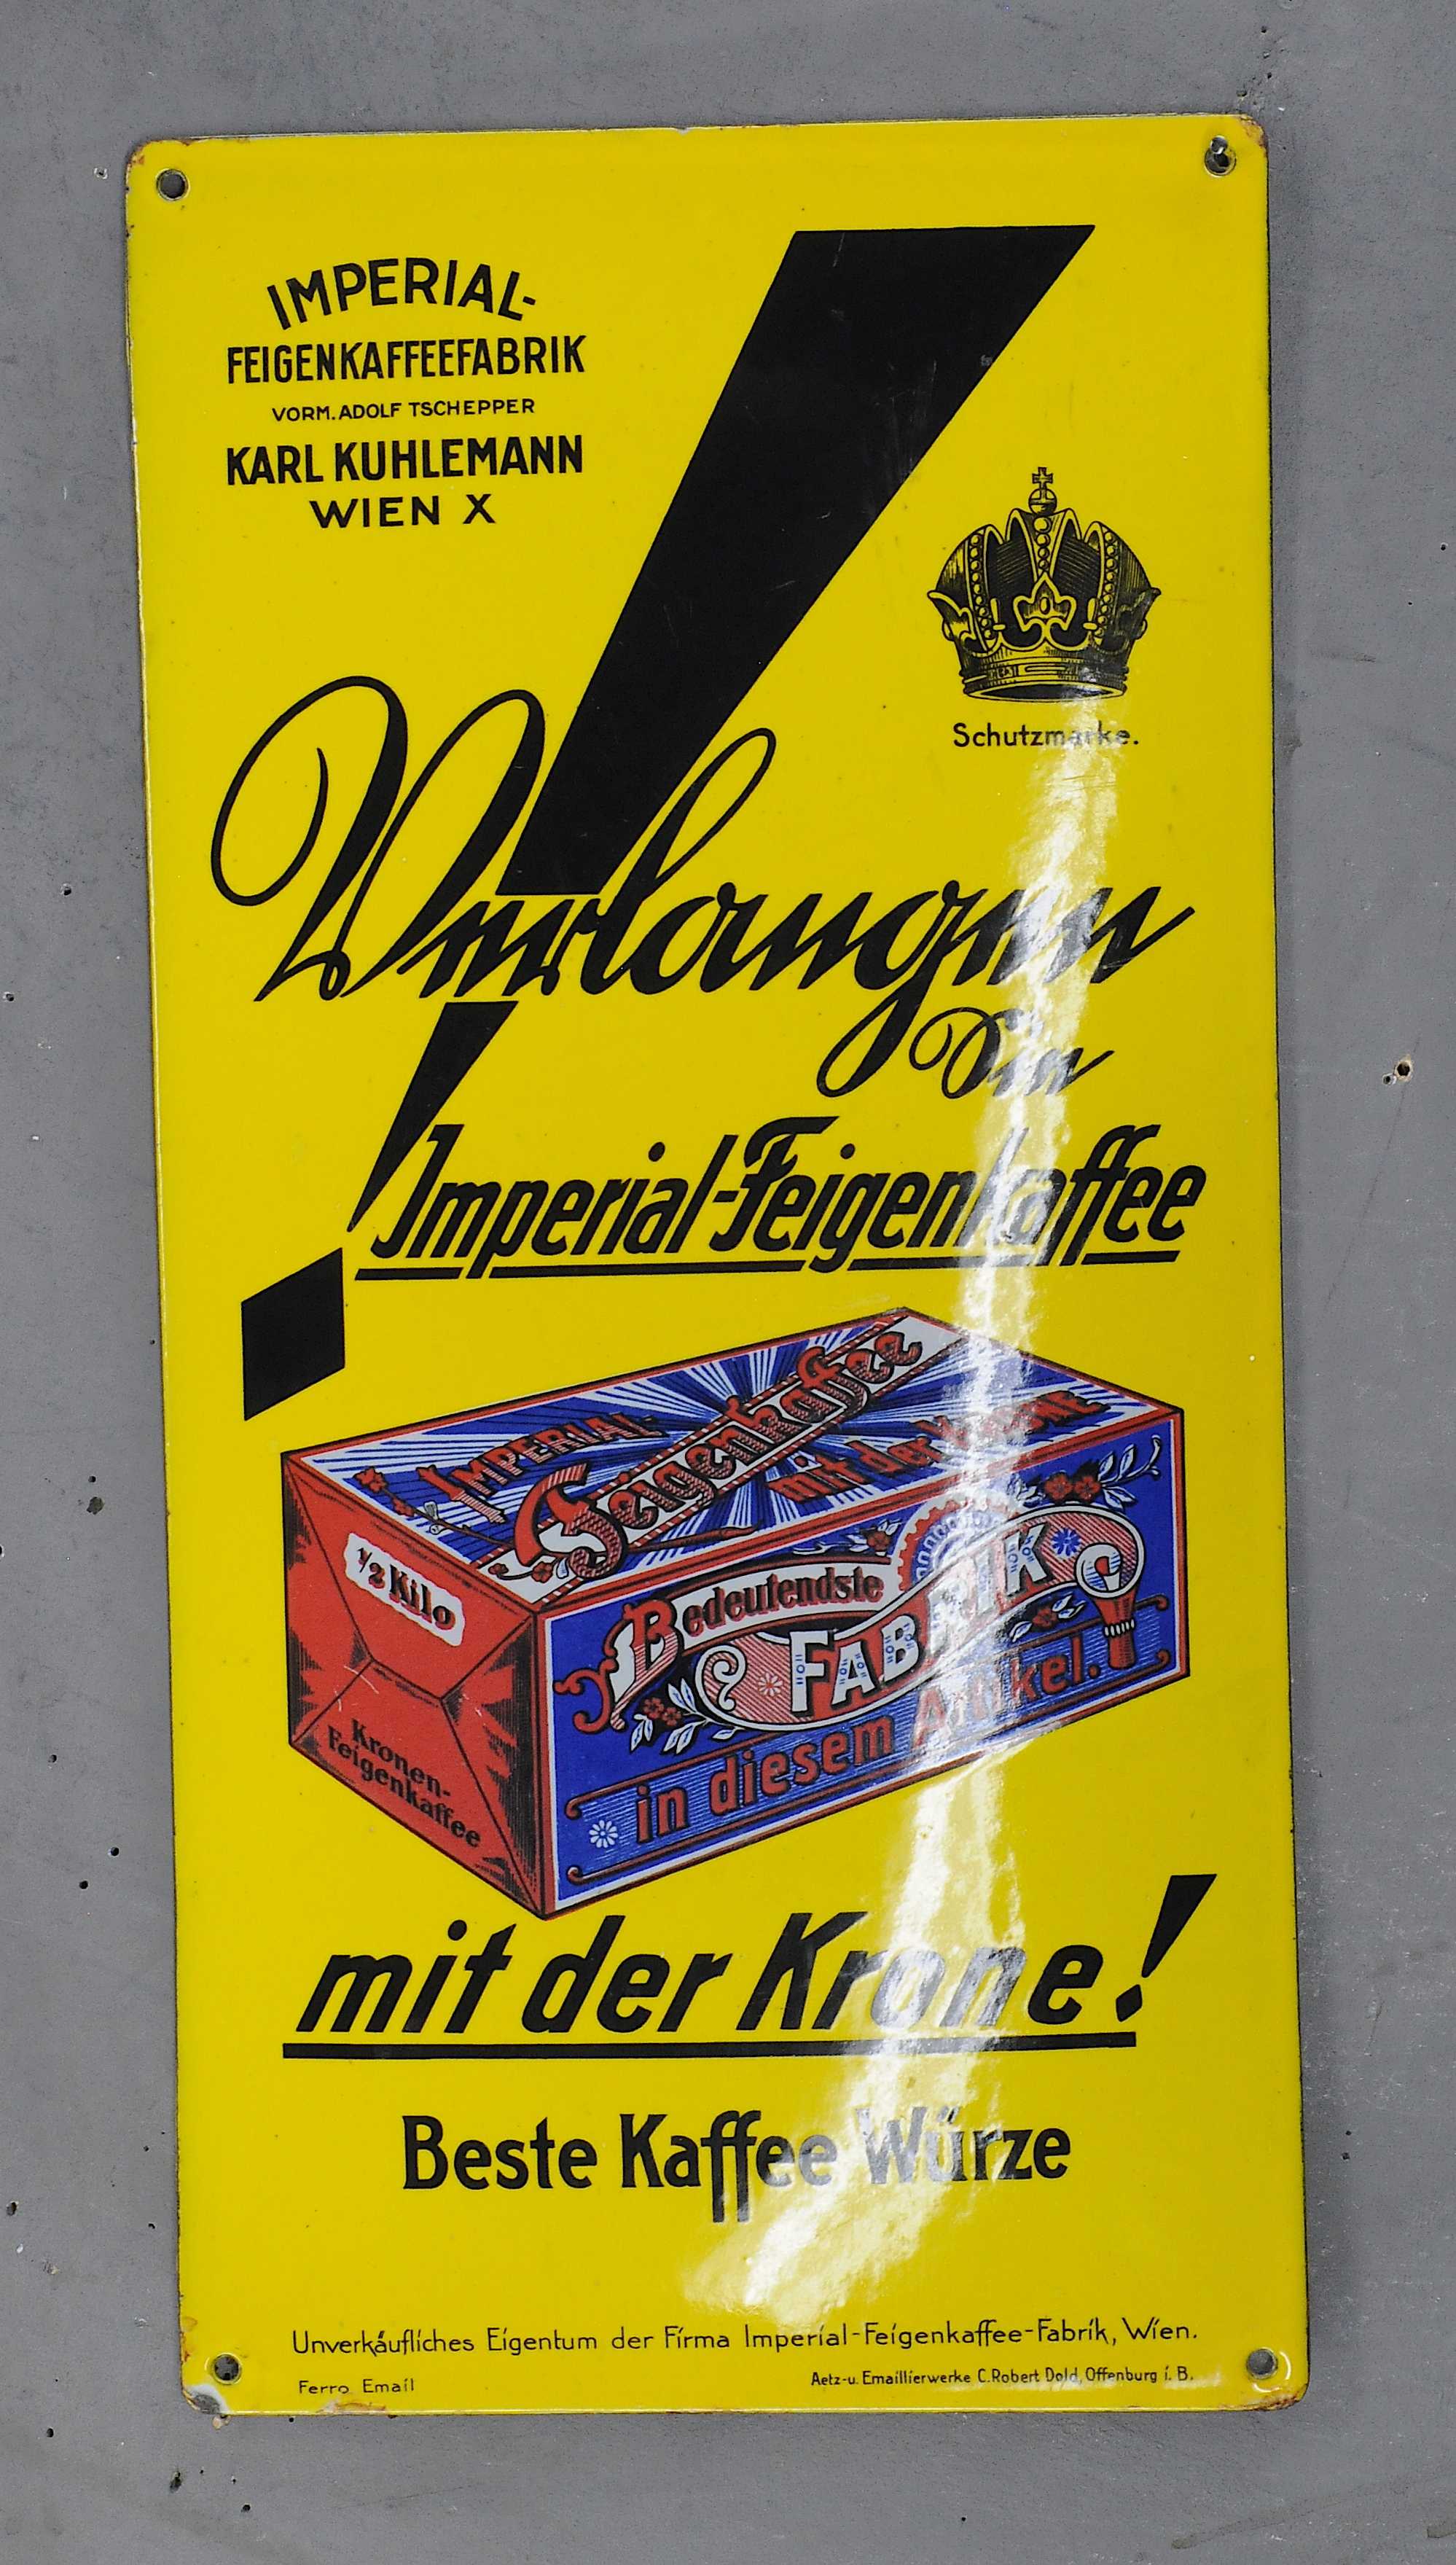 IMPERIAL-
FEIGENKAFFEEFABRIK
VORM. ADOLF TSCHEPPER
KARL KUHLEMANN
WIEN X
Schutzmarke.
Verlangen
Sie
Imperial-Feigenkaffee
IMPERIAL-
Feigenkaffee
mit der KRONE
1/2 Kilo
Kronen-
Feigenkaffee
Bedeutendste
FABRIK
in diesem Artikel.
mit der Krone!
Beste Kaffee Würze
Unverkäufliches Eigentum der Firma Imperial-Feigenkaffee-Fabrik, Wien.
Ferro Email
Aetz-u. Emaillierwerke C. Robert Dold, Offenburg i. B.